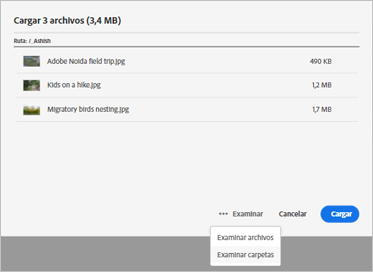 Cargar 3 archivos (3,4 MB)
Ruta: /_Ashish
Adobe Noida field trip.jpg 490 KB
Kids on a hike.jpg 1,2 MB
Migratory birds nesting.jpg 1,7 MB
••• Examinar Cancelar Cargar
Examinar archivos
Examinar carpetas